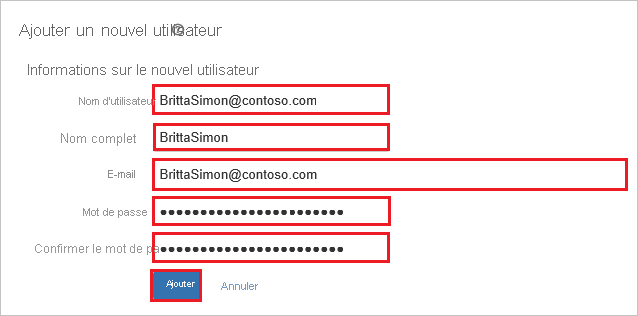 Ajouter un nouvel utilisateur
Informations sur le nouvel utilisateur
Nom d'utilisateur BrittaSimon@contoso.com
Nom complet BrittaSimon
E-mail BrittaSimon@contoso.com
Mot de passe ●●●●●●●●●●●●●●●●●●●●●●●
Confirmer le mot de pa ●●●●●●●●●●●●●●●●●●●●●●●
Ajouter Annuler